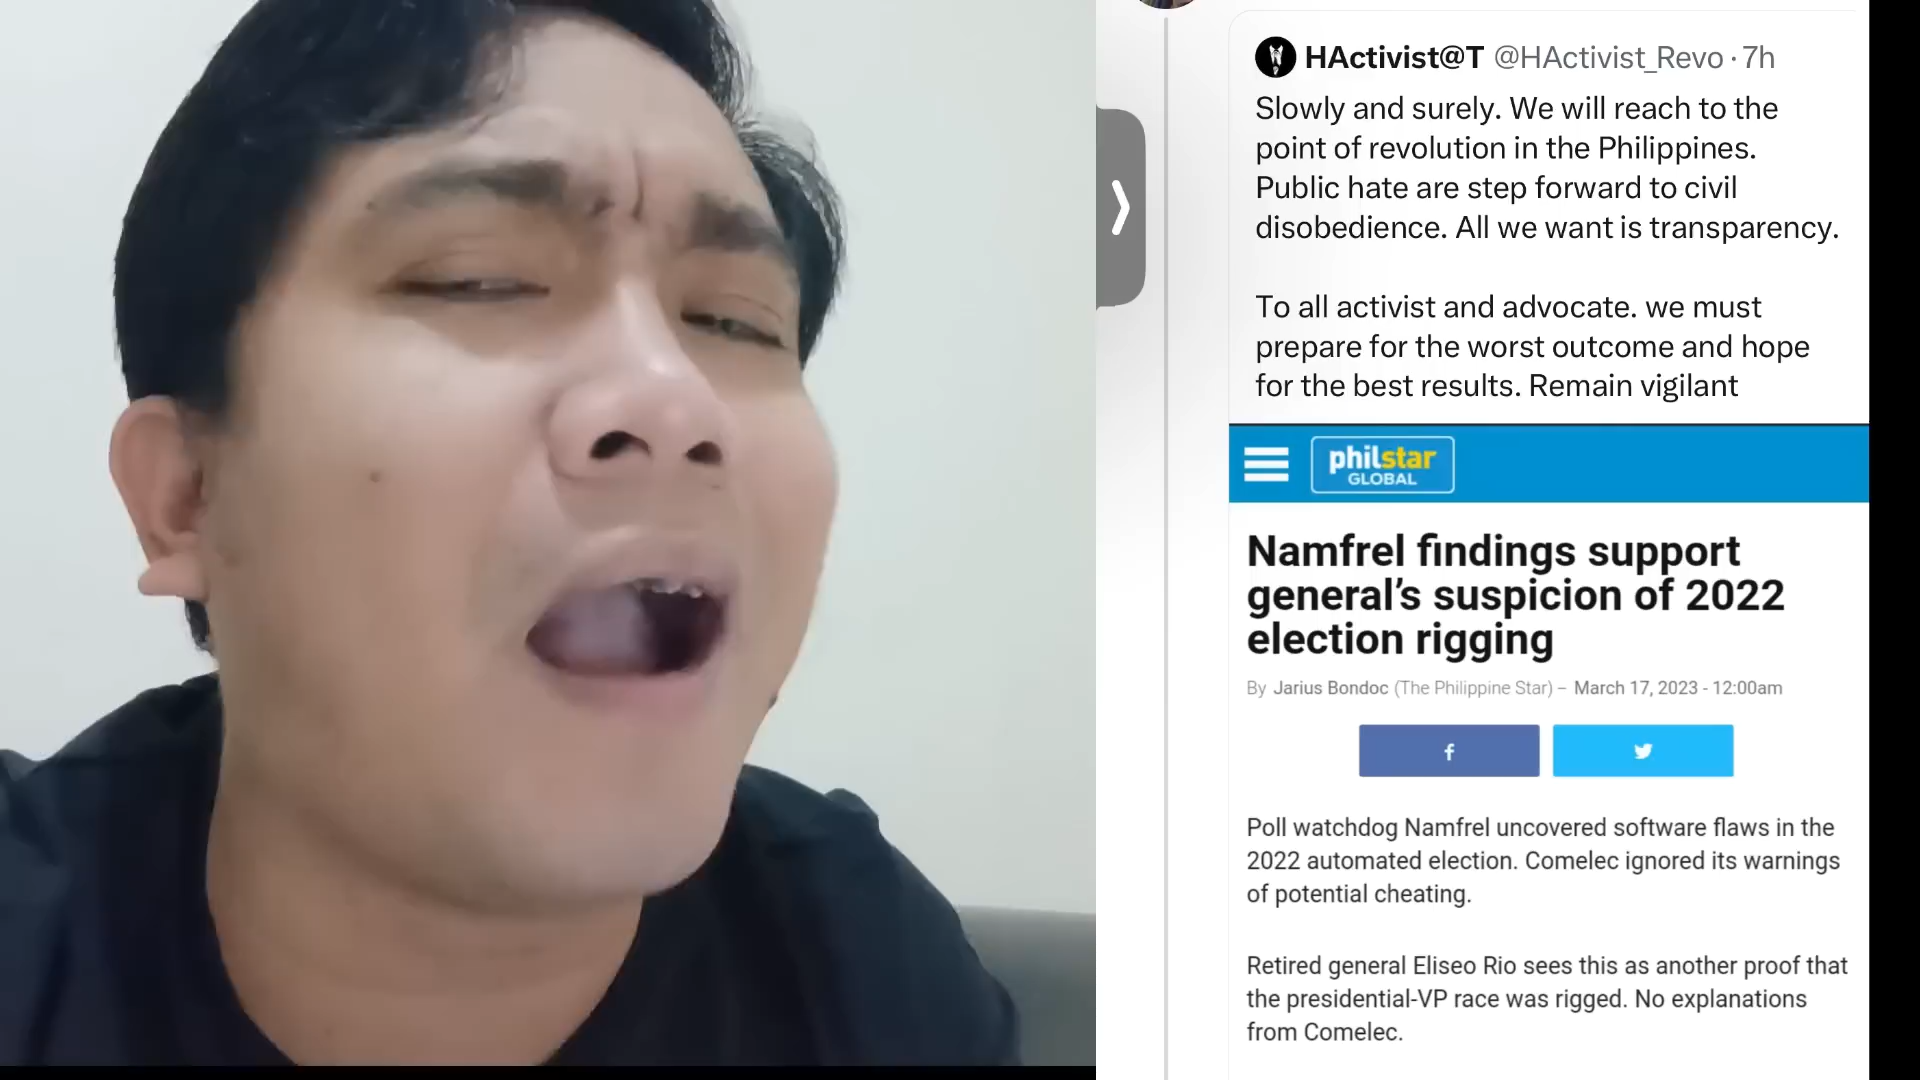 HActivist@T @HActivist_Revo · 7h
Slowly and surely. We will reach to the
point of revolution in the Philippines.
Public hate are step forward to civil
disobedience. All we want is transparency.
To all activist and advocate. we must
prepare for the worst outcome and hope
for the best results. Remain vigilant
philstar
GLOBAL
Namfrel findings support
general’s suspicion of 2022
election rigging
By Jarius Bondoc (The Philippine Star) – March 17, 2023 - 12:00am
Poll watchdog Namfrel uncovered software flaws in the
2022 automated election. Comelec ignored its warnings
of potential cheating.
Retired general Eliseo Rio sees this as another proof that
the presidential-VP race was rigged. No explanations
from Comelec.